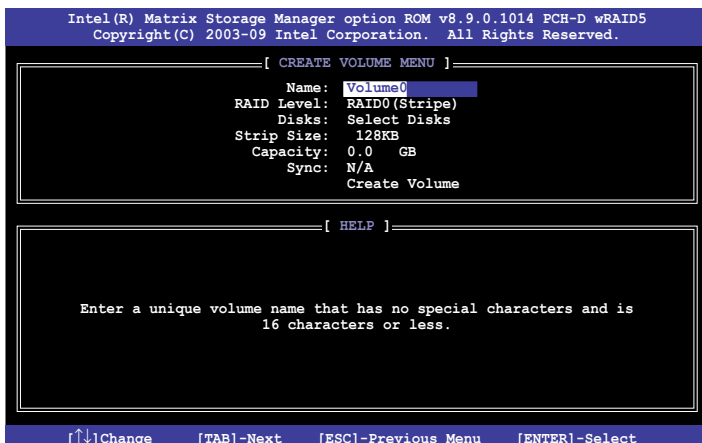 Intel(R) Matrix Storage Manager option ROM v8.9.0.1014 PCH-D wRAID5
Copyright(C) 2003-09 Intel Corporation. All Rights Reserved.
[ CREATE VOLUME MENU ]
Name: Volume0
RAID Level: RAID0(Stripe)
Disks: Select Disks
Strip Size: 128KB
Capacity: 0.0 GB
Sync: N/A
Create Volume
[ HELP ]
Enter a unique volume name that has no special characters and is
16 characters or less.
[↑↓]Change [TAB]-Next [ESC]-Previous Menu [ENTER]-Select